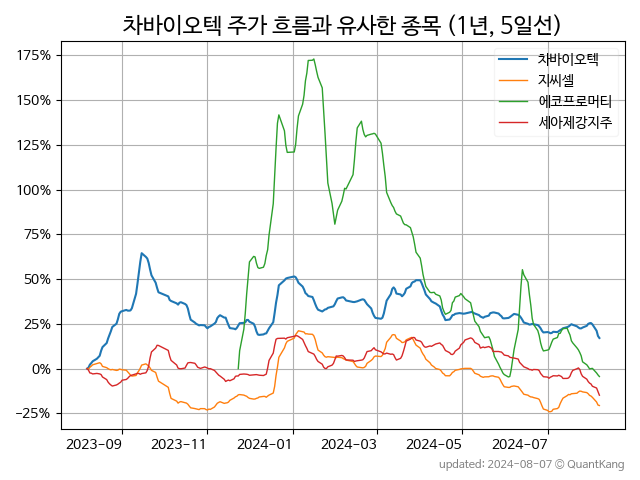 차바이오텍 주가 흐름과 유사한 종목 (1년, 5일선)
차바이오텍
지씨셀
에코프로머티
세아제강지주
175%
150%
125%
100%
75%
50%
25%
0%
−25%
2023-09 2023-11 2024-01 2024-03 2024-05 2024-07
updated: 2024-08-07 © QuantKang